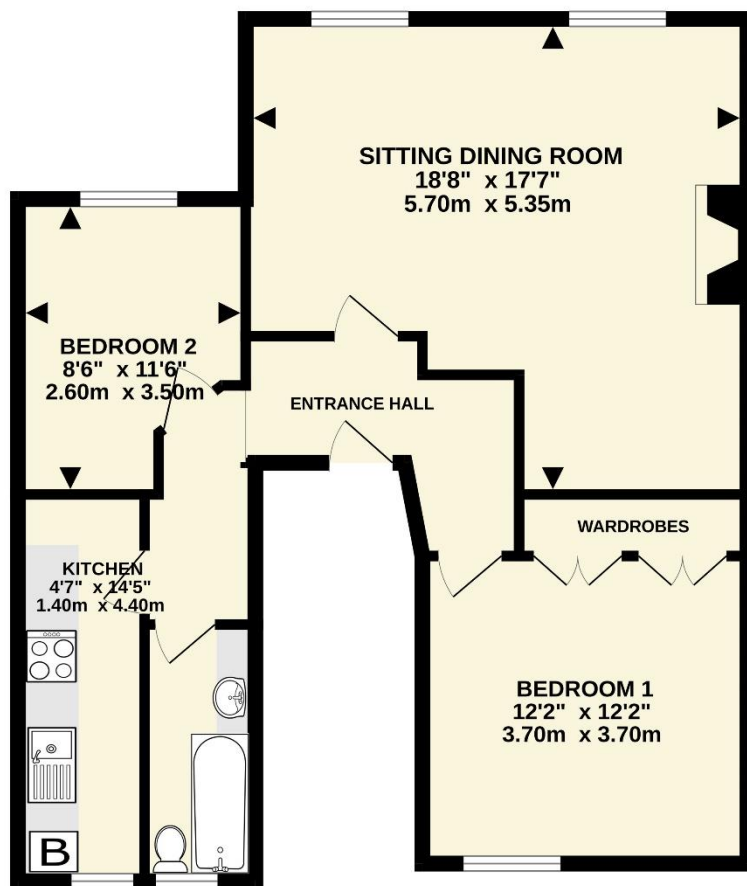 SITTING DINING ROOM
18'8" x 17'7"
5.70m x 5.35m
BEDROOM 2
8'6" x 11'6"
2.60m x 3.50m
ENTRANCE HALL
WARDROBES
KITCHEN
4'7" x 14'5"
1.40m x 4.40m
BEDROOM 1
12'2" x 12'2"
3.70m x 3.70m
B